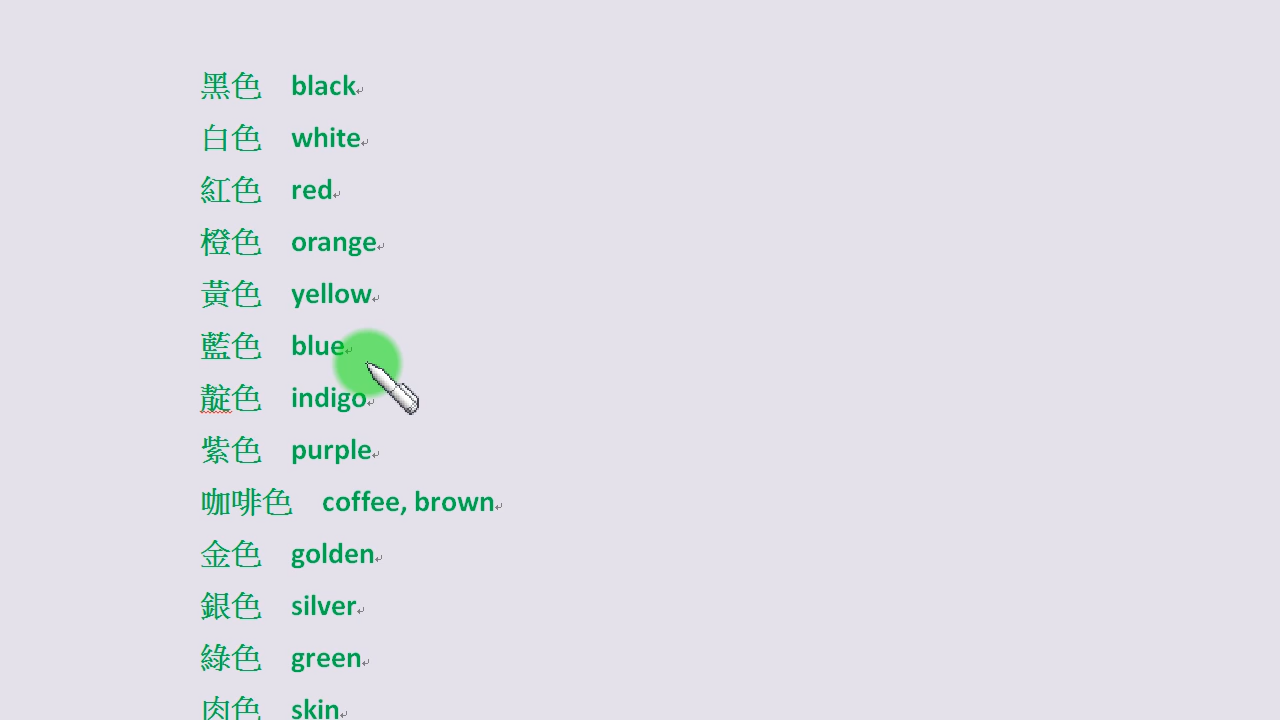 黑色 black
白色 white
紅色 red
橙色 orange
黃色 yellow
藍色 blue
靛色 indigo
紫色 purple
咖啡色 coffee, brown
金色 golden
銀色 silver
綠色 green
肉色 skin